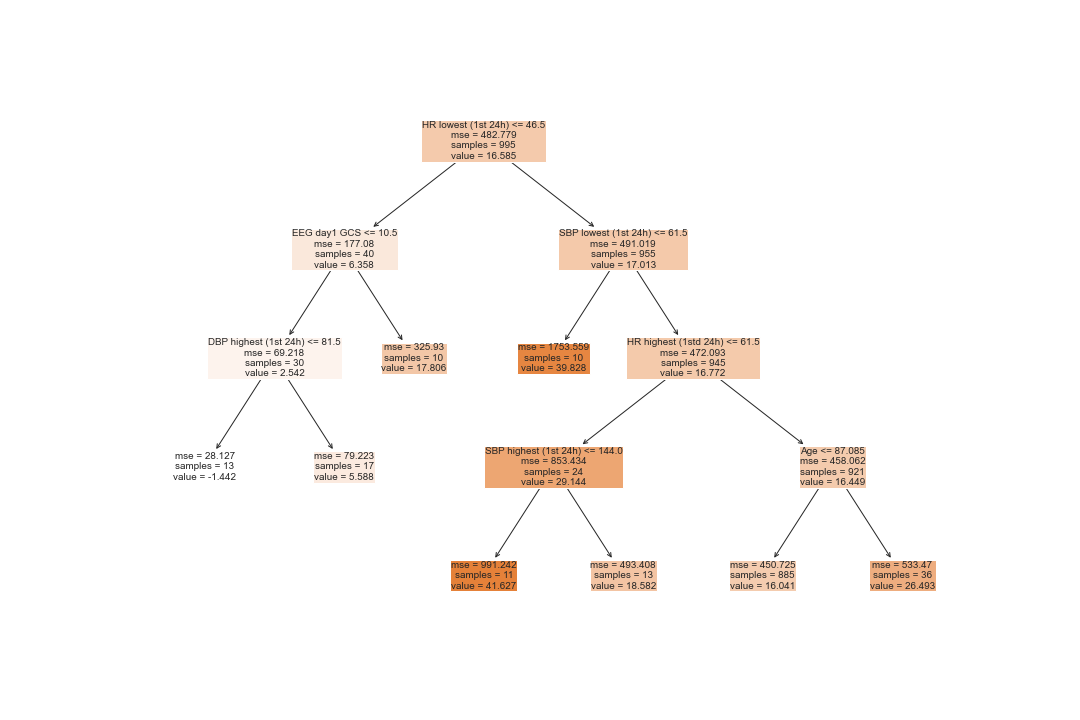 HR lowest (1st 24h) <= 46.5
mse = 482.779
samples = 995
value = 16.585
EEG day1 GCS <= 10.5
mse = 177.08
samples = 40
value = 6.358
SBP lowest (1st 24h) <= 61.5
mse = 491.019
samples = 955
value = 17.013
DBP highest (1st 24h) <= 81.5
mse = 69.218
samples = 30
value = 2.542
mse = 325.93
samples = 10
value = 17.806
mse = 1753.559
samples = 10
value = 39.828
HR highest (1std 24h) <= 61.5
mse = 472.093
samples = 945
value = 16.772
mse = 28.127
samples = 13
value = -1.442
mse = 79.223
samples = 17
value = 5.588
SBP highest (1st 24h) <= 144.0
mse = 853.434
samples = 24
value = 29.144
Age <= 87.085
mse = 458.062
samples = 921
value = 16.449
mse = 991.242
samples = 11
value = 41.627
mse = 493.408
samples = 13
value = 18.582
mse = 450.725
samples = 885
value = 16.041
mse = 533.47
samples = 36
value = 26.493